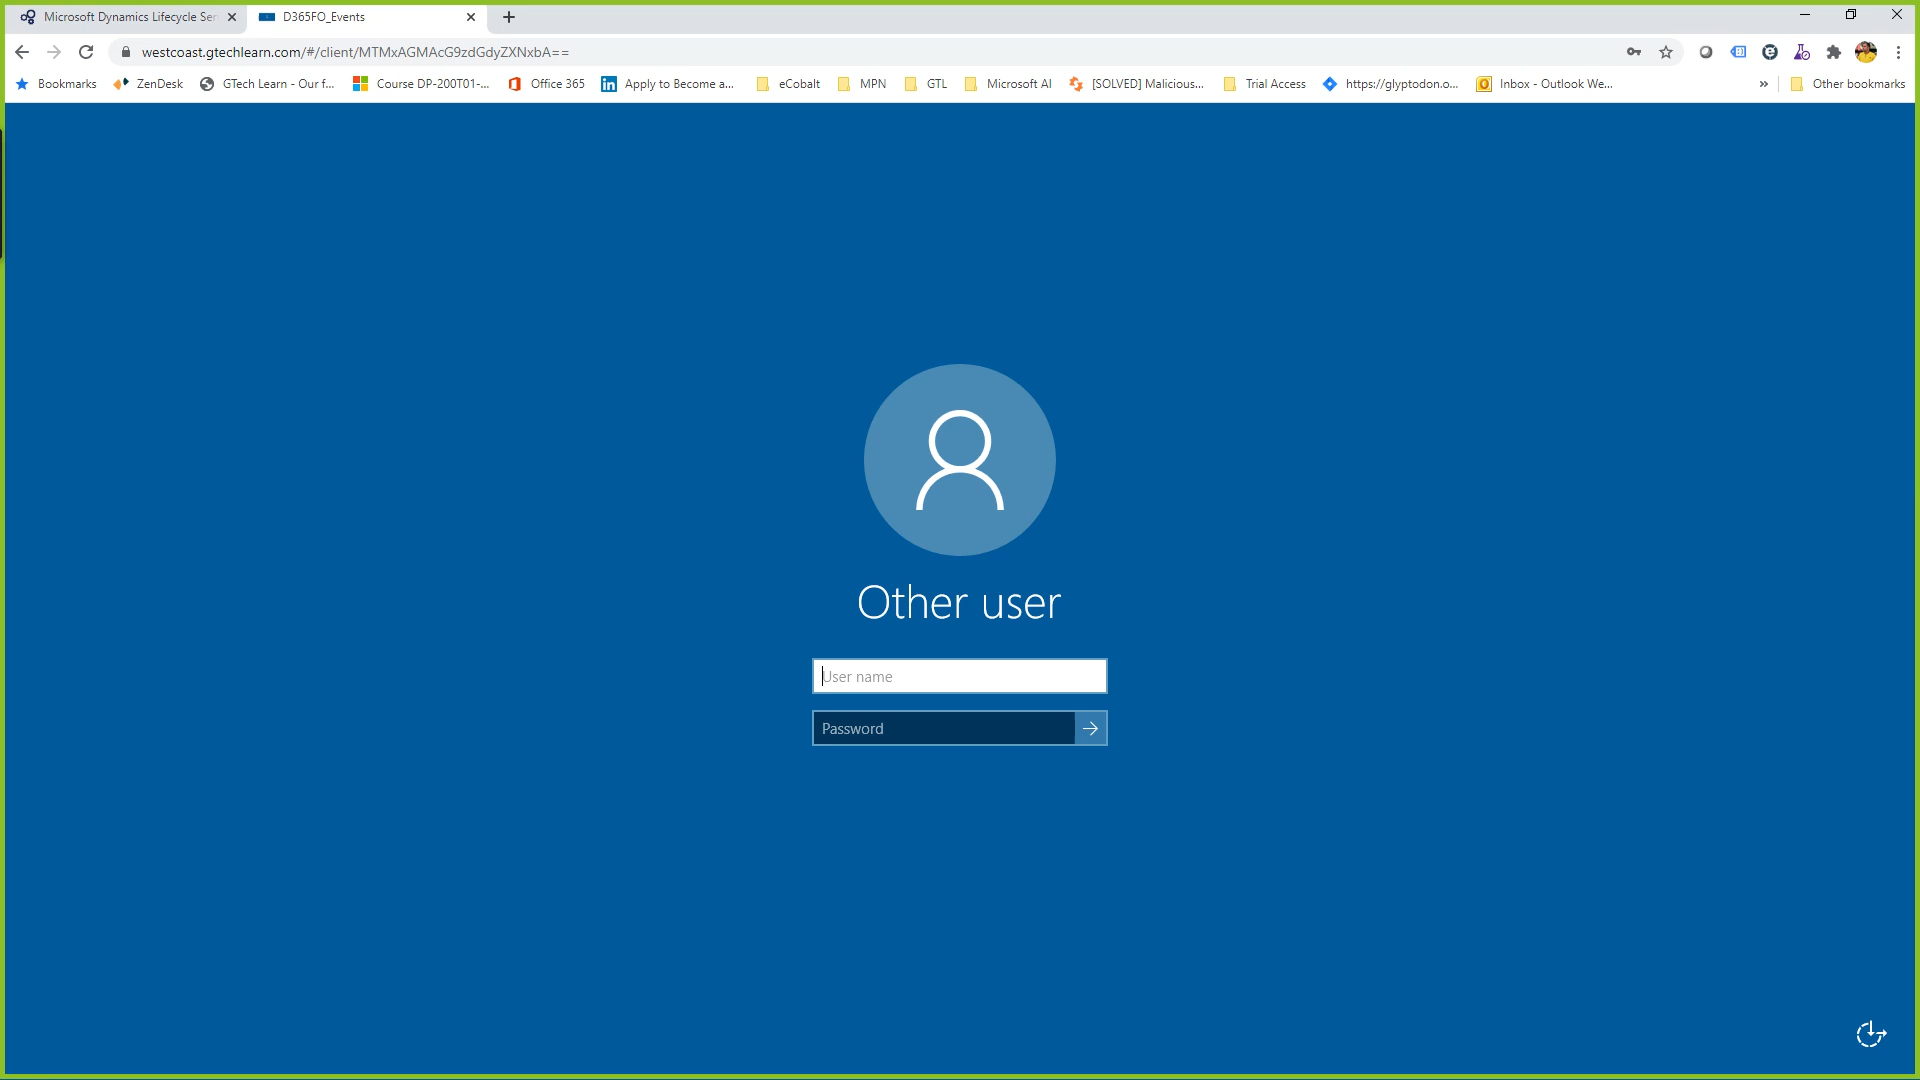 Microsoft Dynamics Lifecycle Ser
D365FO_Events
westcoast.gtechlearn.com/#/client/MTMxAGMAcG9zdGdyZXNxbA==
Bookmarks
ZenDesk
GTech Learn - Our f...
Course DP-200T01-...
Office 365
Apply to Become a...
eCobalt
MPN
GTL
Microsoft AI
[SOLVED] Malicious...
Trial Access
https://glyptodon.o...
Inbox - Outlook We...
»
Other bookmarks
Other user
User name
Password